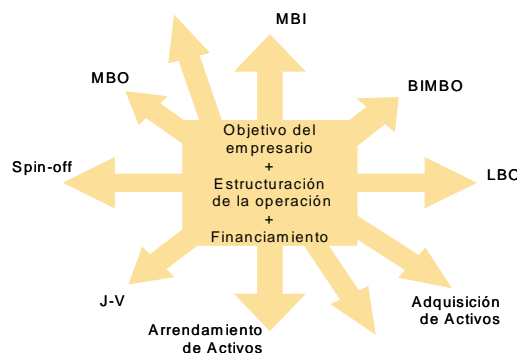 MBI
MBO
BIMBO
Objetivo del
empresario
+
Estructuración
de la operación
+
Financiamiento
Spin-off
LBO
J-V
Arrendamiento
de Activos
Adquisición
de Activos